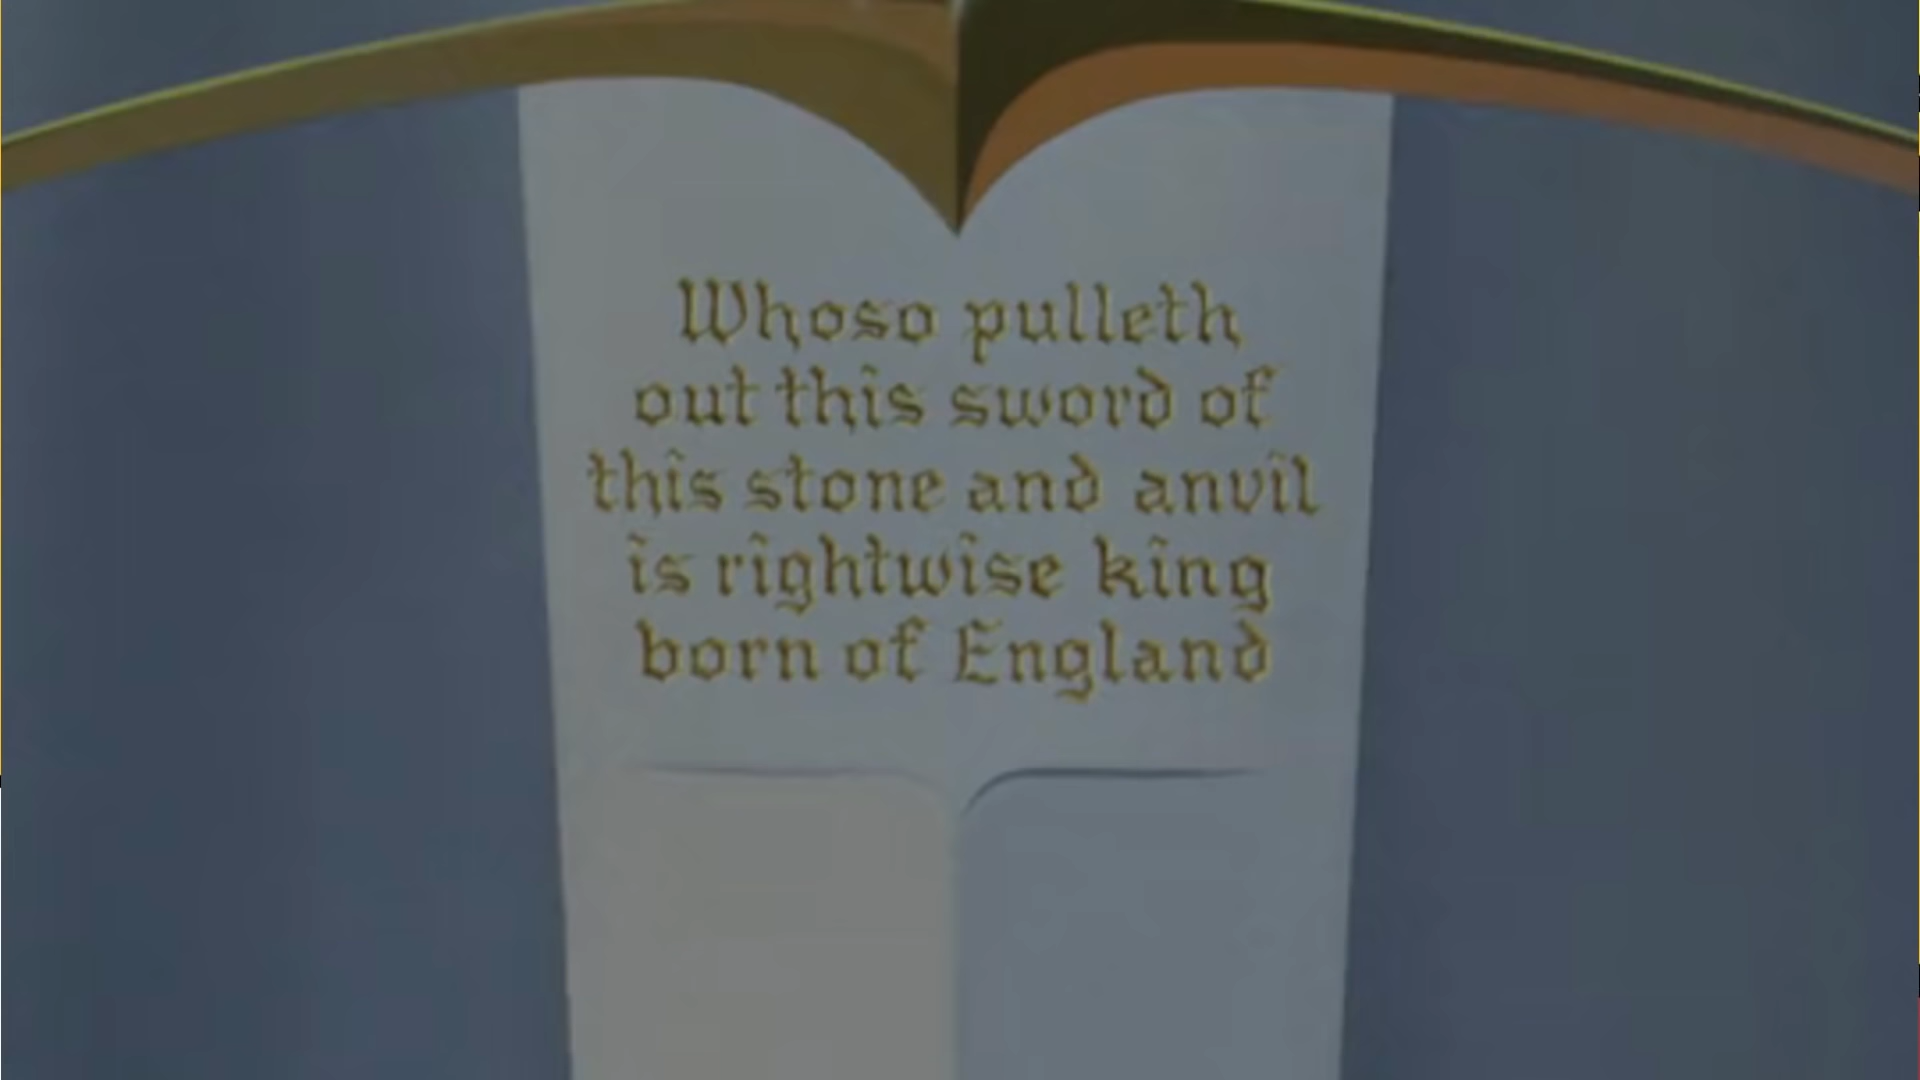 Whoso pulleth
out this sword of
this stone and anvil
is rightwise king
born of England